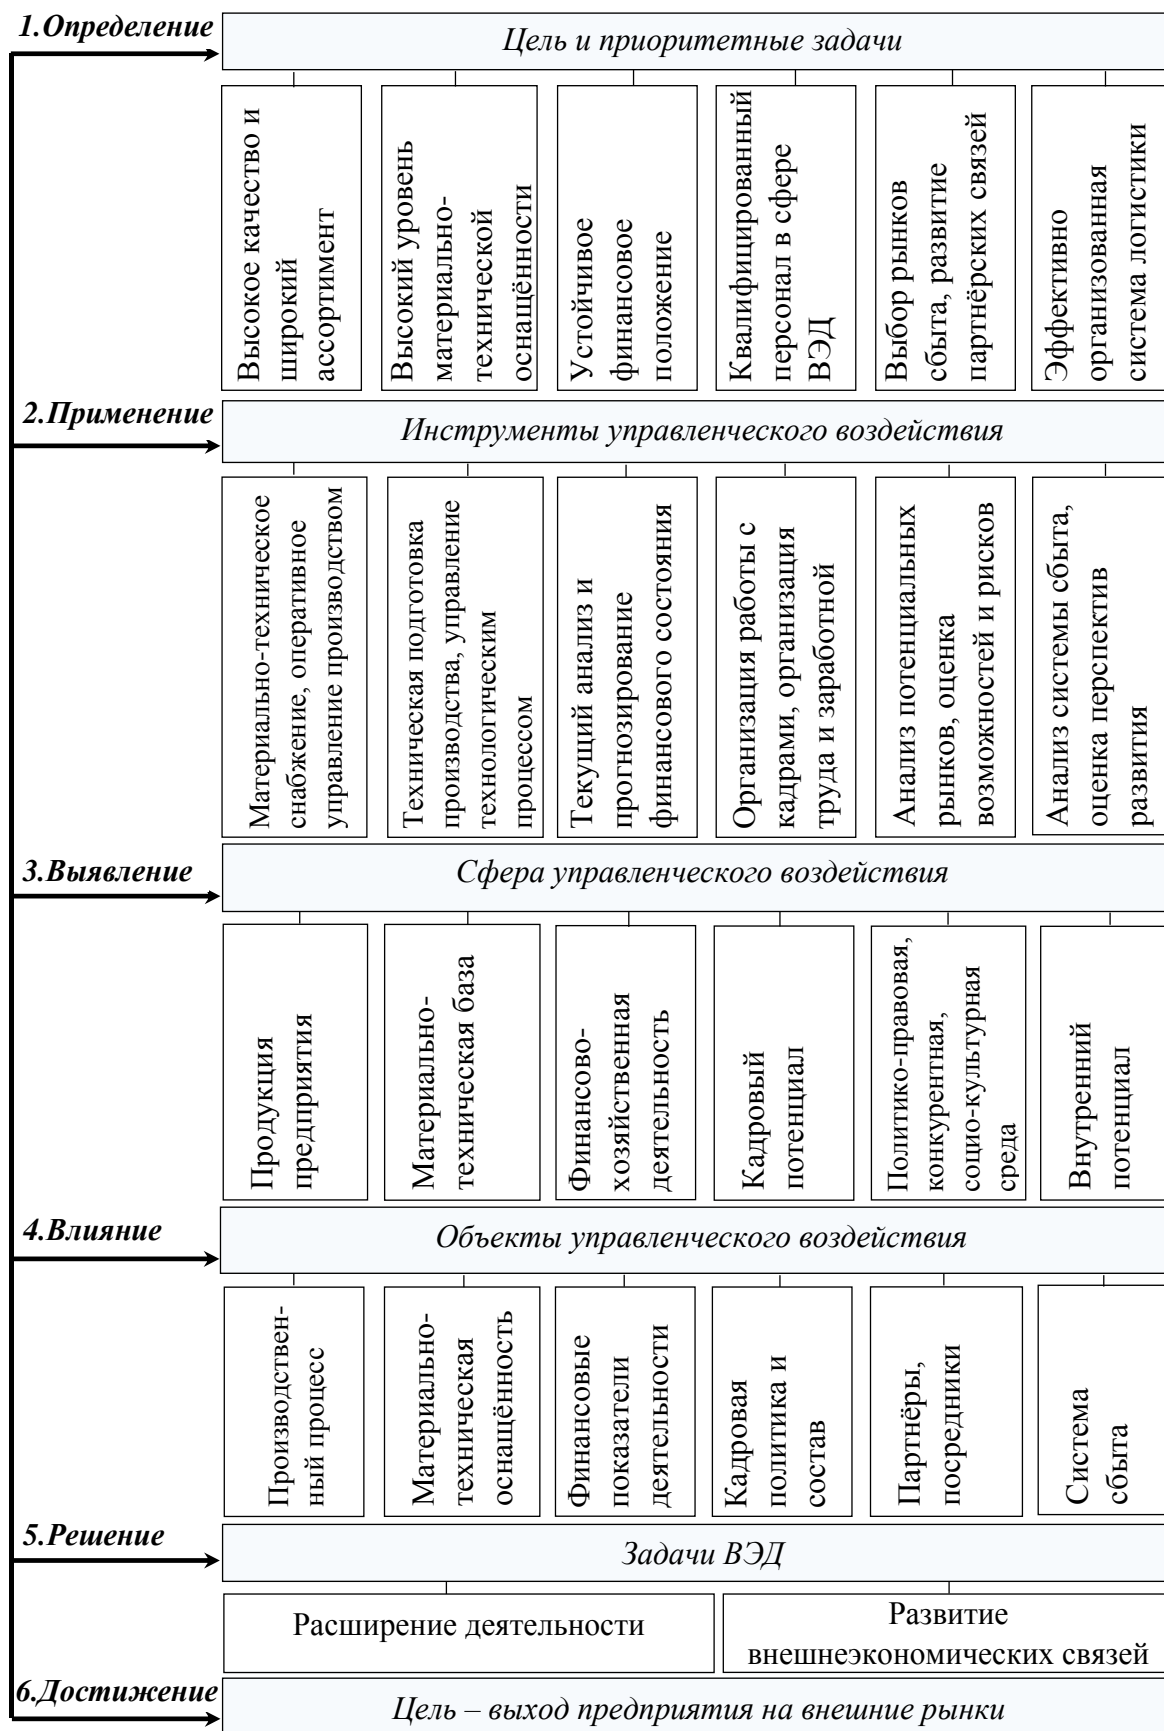 1.Определение
Цель и приоритетные задачи
Высокое качество и
широкий
ассортимент
Высокий уровень
материально-
технической
оснащённости
Устойчивое
финансовое
положение
Квалифицированный
персонал в сфере
ВЭД
Выбор рынков
сбыта, развитие
партнёрских связей
Эффективно
организованная
система логистики
2.Применение
Инструменты управленческого воздействия
Материально-техническое
снабжение, оперативное
управление производством
Техническая подготовка
производства, управление
технологическим
процессом
Текущий анализ и
прогнозирование
финансового состояния
Организация работы с
кадрами, организация
труда и заработной
Анализ потенциальных
рынков, оценка
возможностей и рисков
Анализ системы сбыта,
оценка перспектив
развития
3.Выявление
Сфера управленческого воздействия
Продукция
предприятия
Материально-
техническая база
Финансово-
хозяйственная
деятельность
Кадровый
потенциал
Политико-правовая,
конкурентная,
социо-культурная
среда
Внутренний
потенциал
4.Влияние
Объекты управленческого воздействия
Производствен-
ный процесс
Материально-
техническая
оснащённость
Финансовые
показатели
деятельности
Кадровая
политика и
состав
Партнёры,
посредники
Система
сбыта
5.Решение
Задачи ВЭД
Расширение деятельности
Развитие
внешнеэкономических связей
6.Достижение
Цель – выход предприятия на внешние рынки